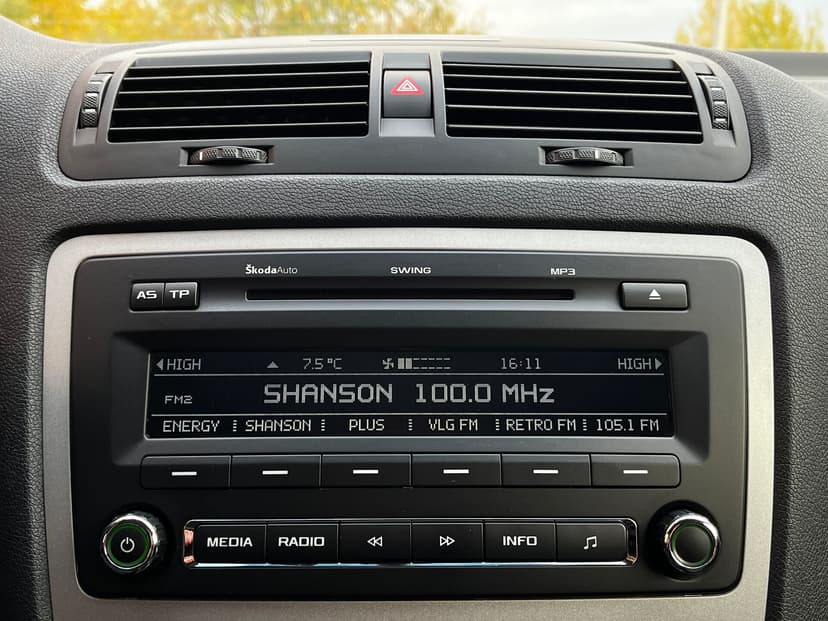 ŠkodaAuto SWING MP3
AS TP
HIGH 7.5°C 16:11 HIGH
SHANSON 100.0 MHz
FM2
ENERGY SHANSON PLUS VLG FM RETRO FM 105.1 FM
MEDIA RADIO INFO